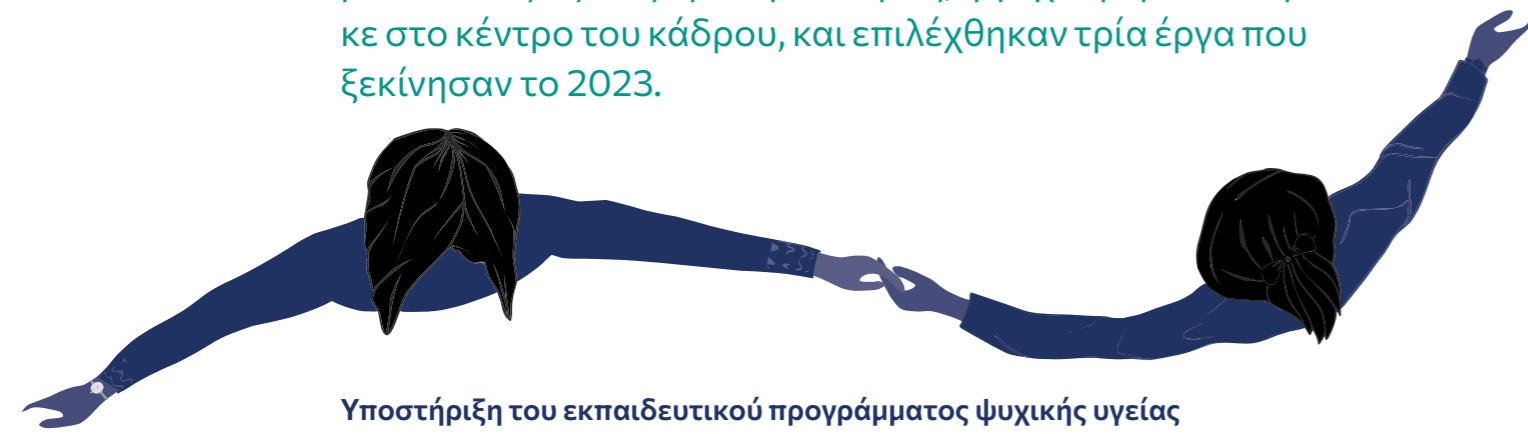 κε στο κέντρο του κάδρου, και επιλέχθηκαν τρία έργα που
ξεκίνησαν το 2023.
Υποστήριξη του εκπαιδευτικού προγράμματος ψυχικής υγείας